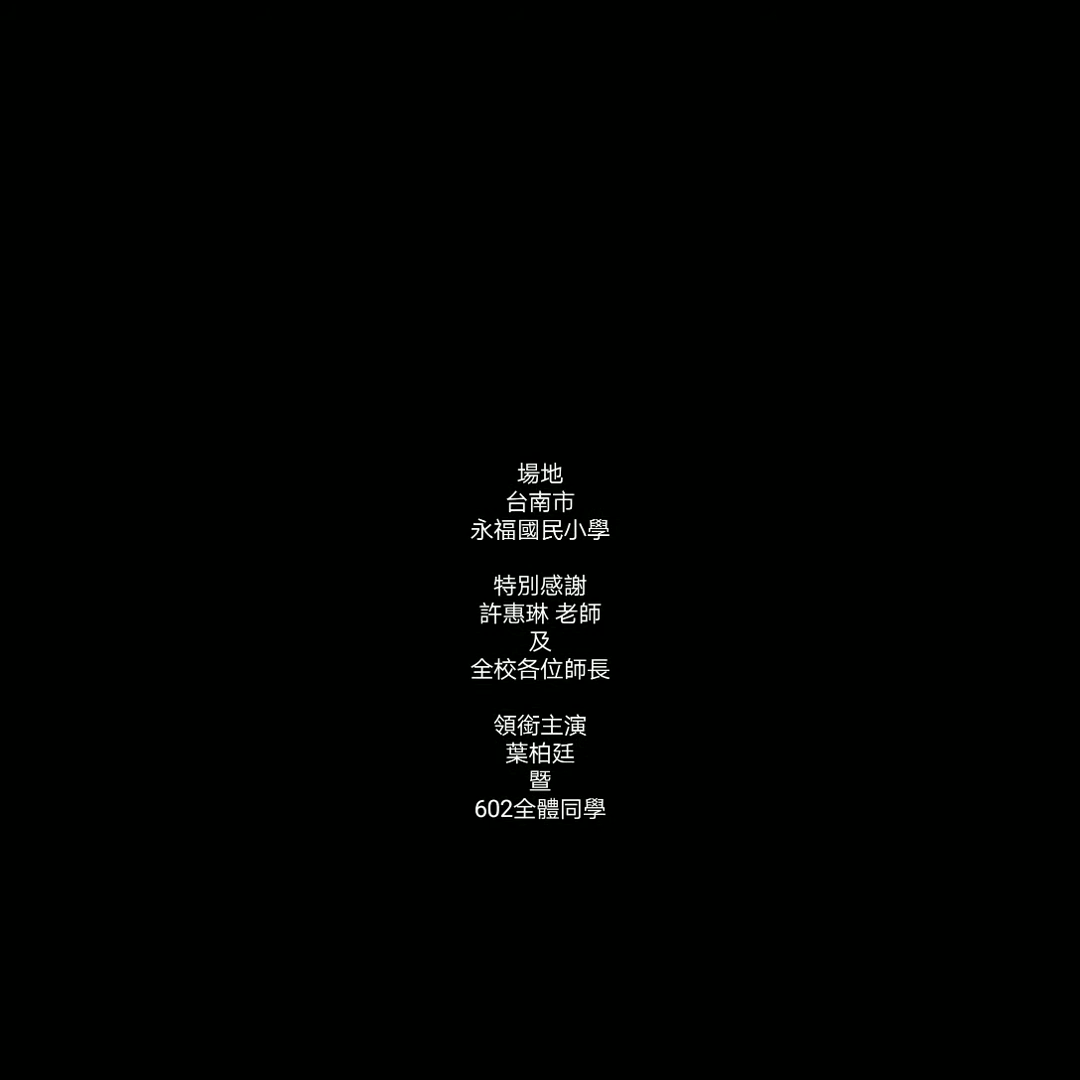 場地
台南市
永福國民小學
特別感謝
許惠琳 老師
及
全校各位師長
領銜主演
葉柏廷
暨
602全體同學